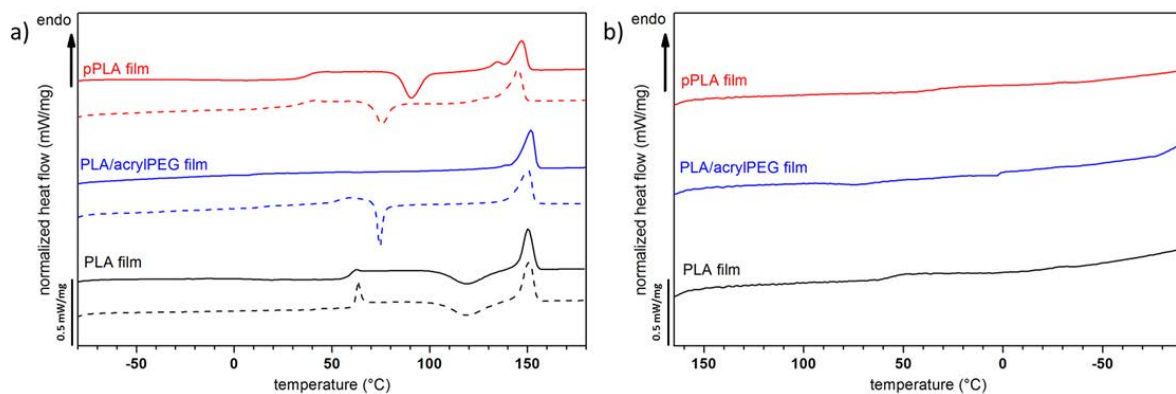 a)
endo
normalized heat flow (mW/mg)
0.5 mW/mg
pPLA film
PLA/acrylPEG film
PLA film
-50 0 50 100 150
temperature (°C)
b)
endo
normalized heat flow (mW/mg)
0.5 mW/mg
pPLA film
PLA/acrylPEG film
PLA film
150 100 50 0 -50
temperature (°C)